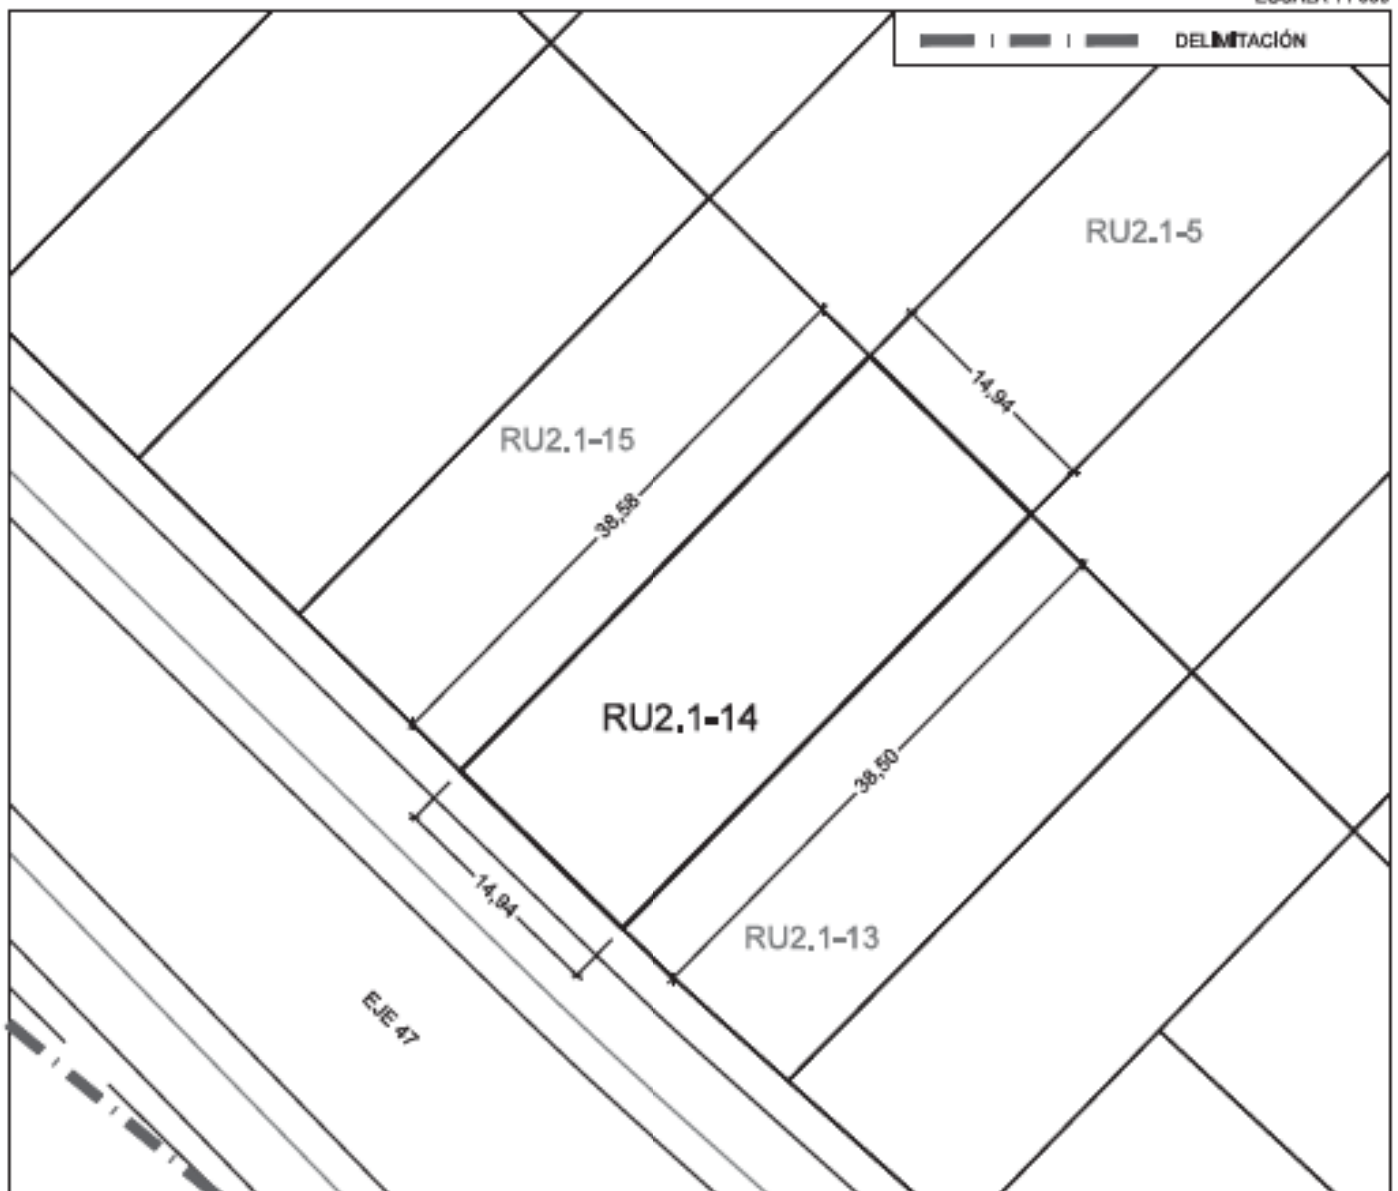 DELIMITACIÓN
RU2.1-5
14,94
RU2.1-15
38,58
RU2.1-14
38,50
14,94
RU2.1-13
EJE 47